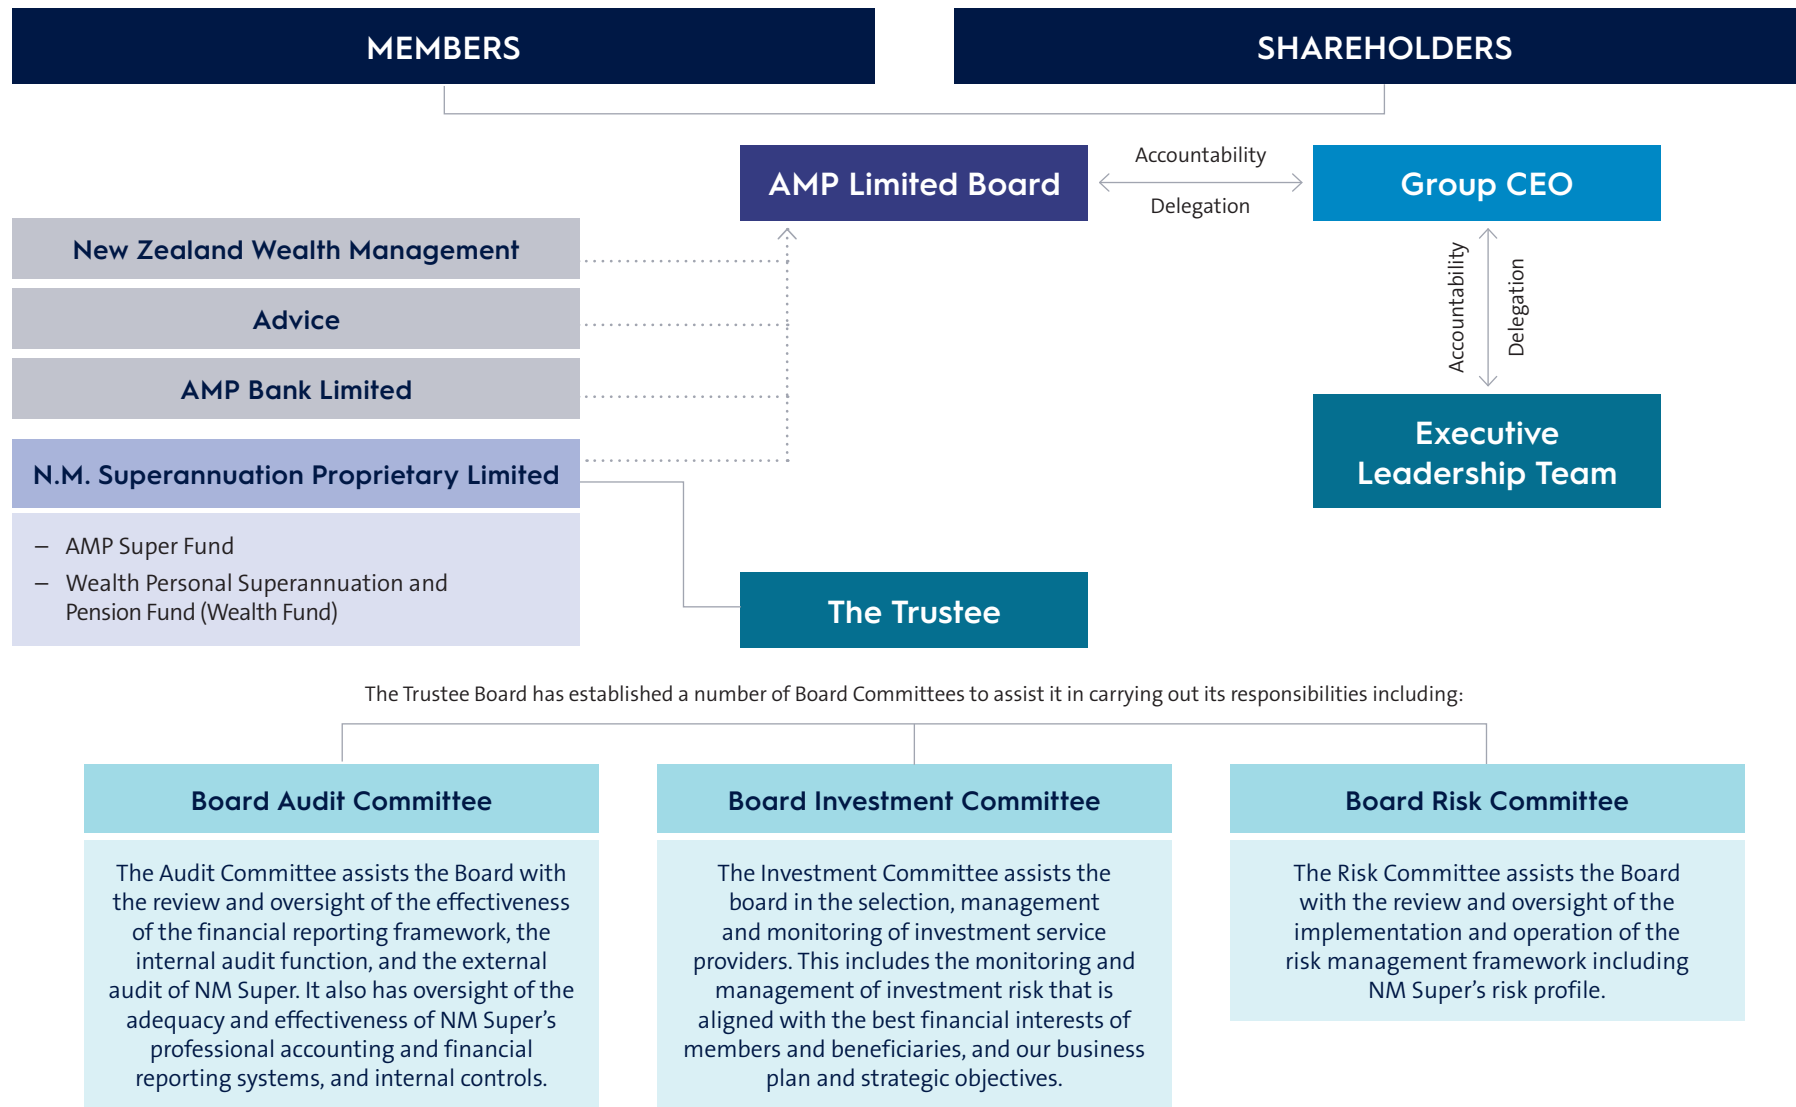 MEMBERS
SHAREHOLDERS
AMP Limited Board
Accountability
Delegation
Group CEO
Accountability
Delegation
Executive
Leadership Team
New Zealand Wealth Management
Advice
AMP Bank Limited
N.M. Superannuation Proprietary Limited
– AMP Super Fund
– Wealth Personal Superannuation and
Pension Fund (Wealth Fund)
The Trustee
The Trustee Board has established a number of Board Committees to assist it in carrying out its responsibilities including:
Board Audit Committee
The Audit Committee assists the Board with
the review and oversight of the effectiveness
of the financial reporting framework, the
internal audit function, and the external
audit of NM Super. It also has oversight of the
adequacy and effectiveness of NM Super’s
professional accounting and financial
reporting systems, and internal controls.
Board Investment Committee
The Investment Committee assists the
board in the selection, management
and monitoring of investment service
providers. This includes the monitoring and
management of investment risk that is
aligned with the best financial interests of
members and beneficiaries, and our business
plan and strategic objectives.
Board Risk Committee
The Risk Committee assists the Board
with the review and oversight of the
implementation and operation of the
risk management framework including
NM Super’s risk profile.